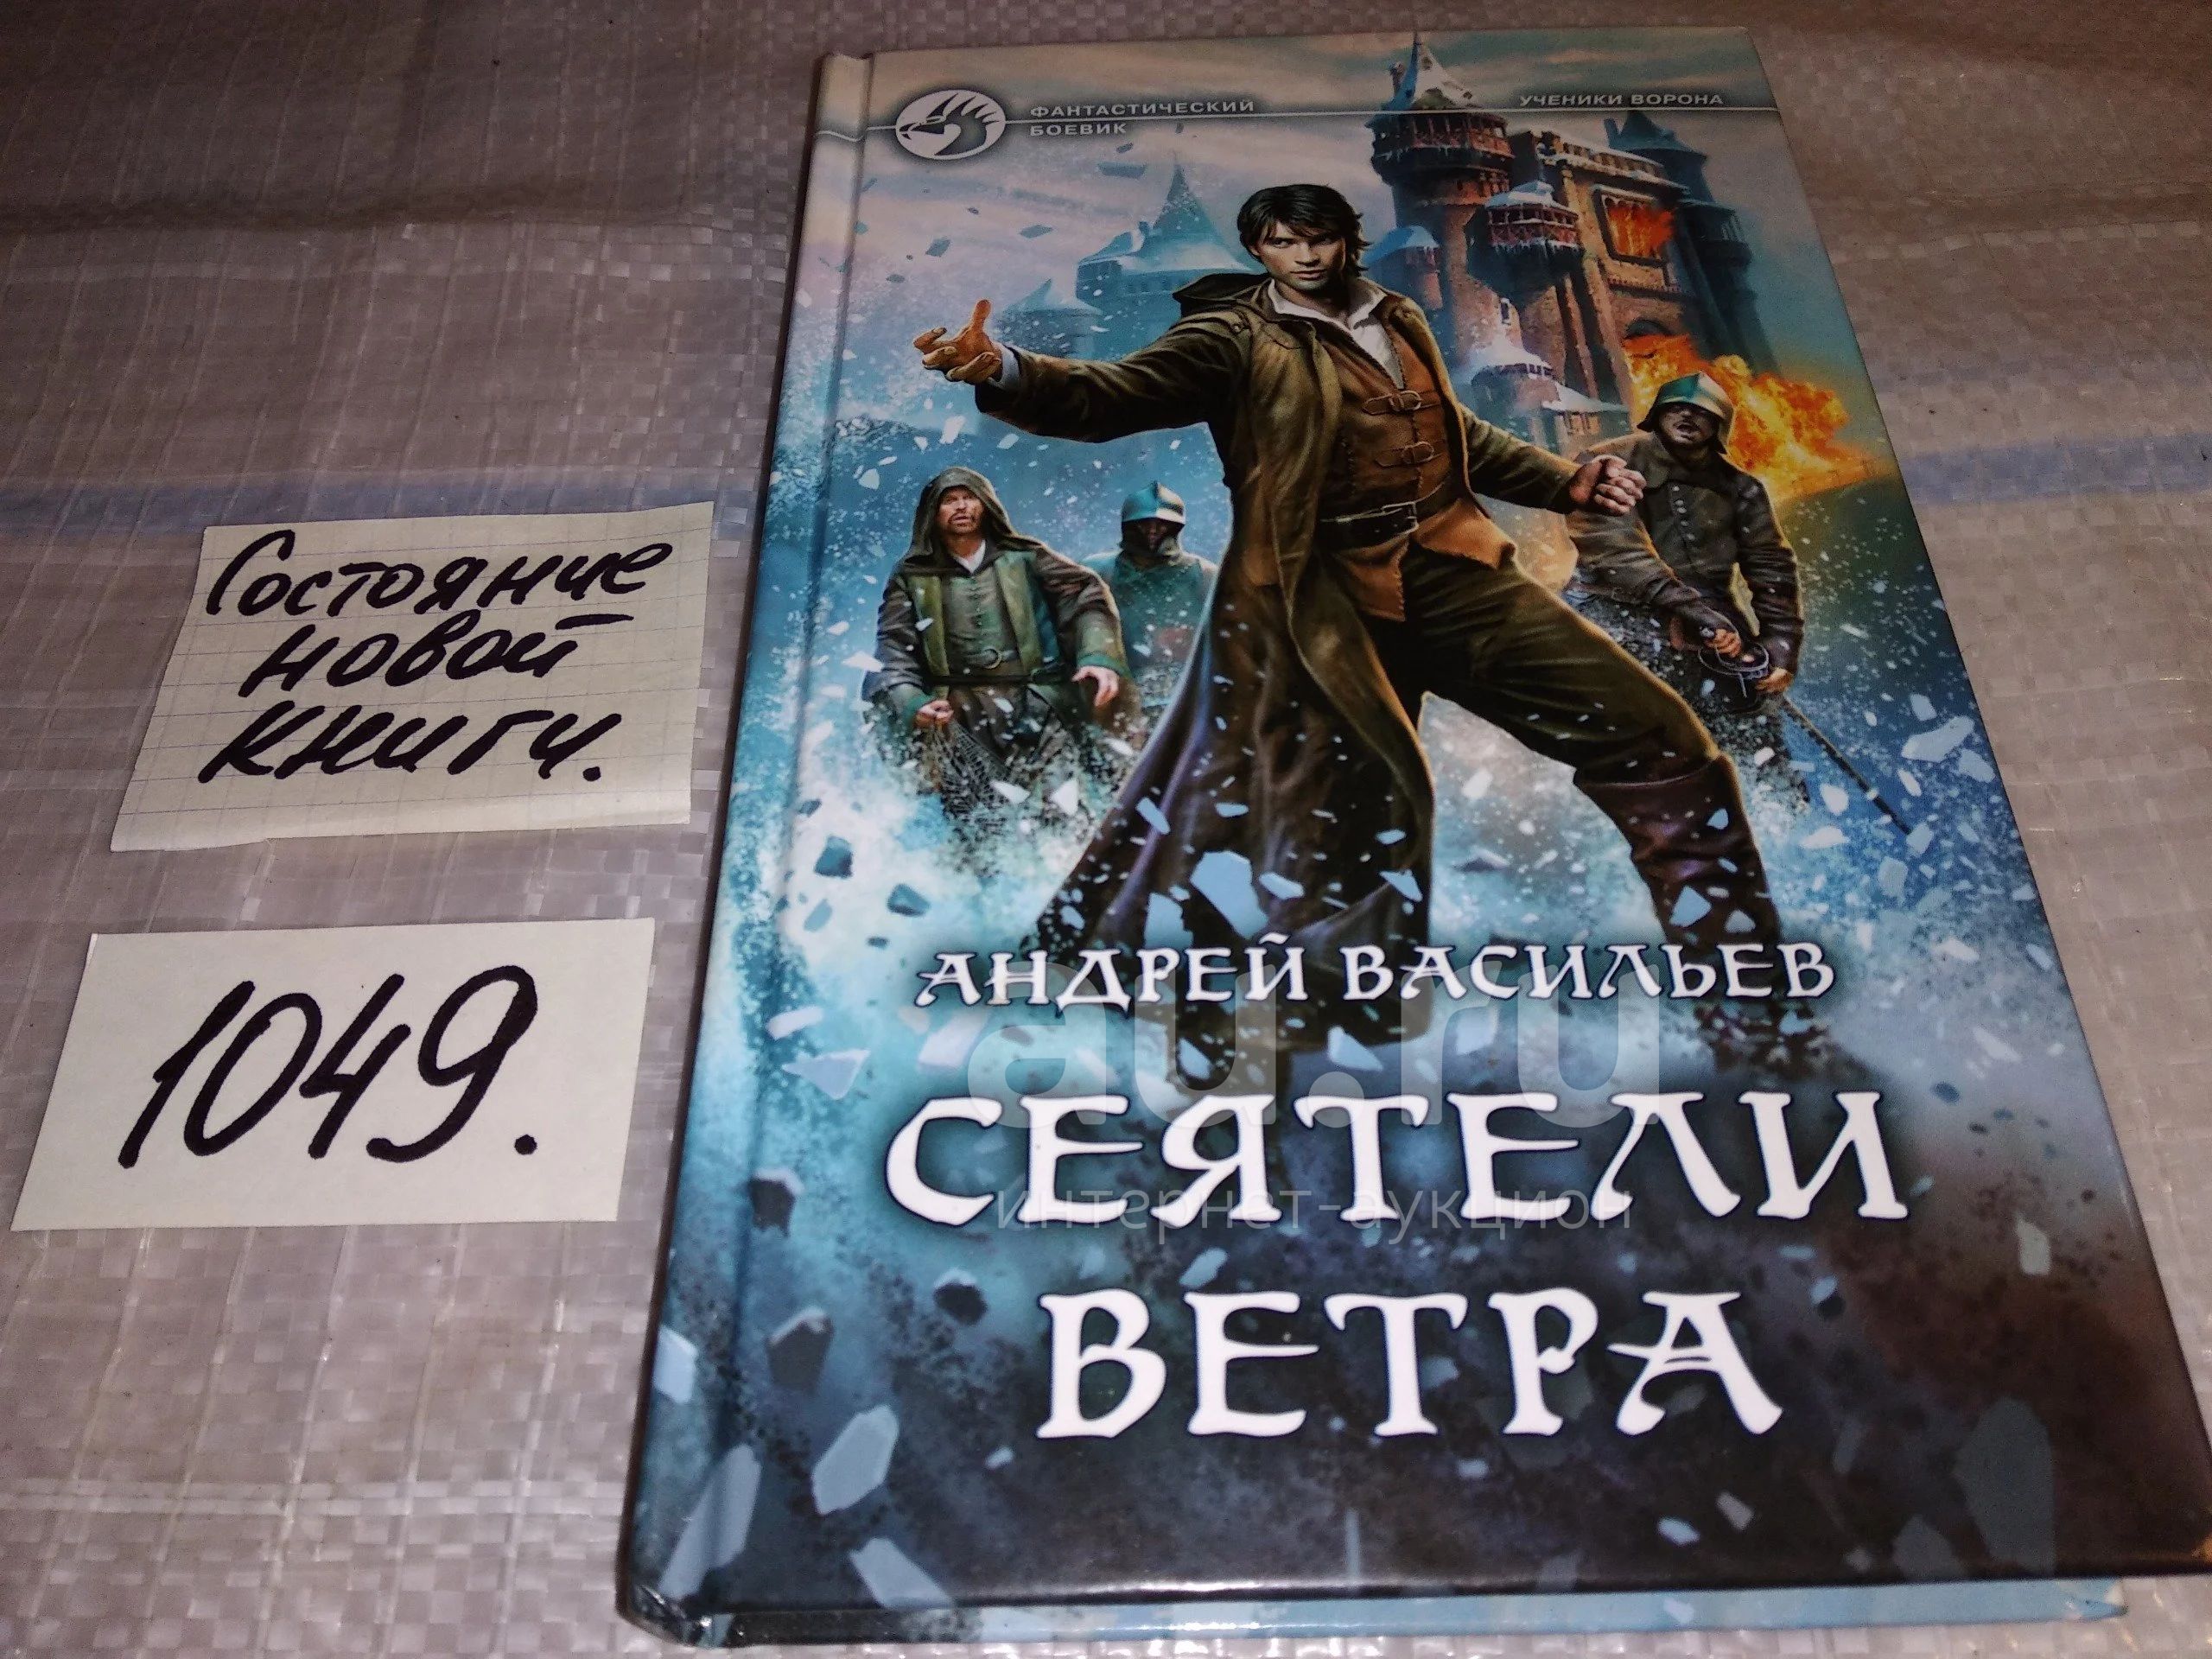 ФАНТАСТИЧЕСКИЙ
БОЕВИК
УЧЕНИКИ ВОРОНА
Состояние
новой
книги.
1049.
АНДРЕЙ ВАСИЛЬЕВ
au.ru
СЕЯТЕЛИ
интернет-аукцион
ВЕТРА